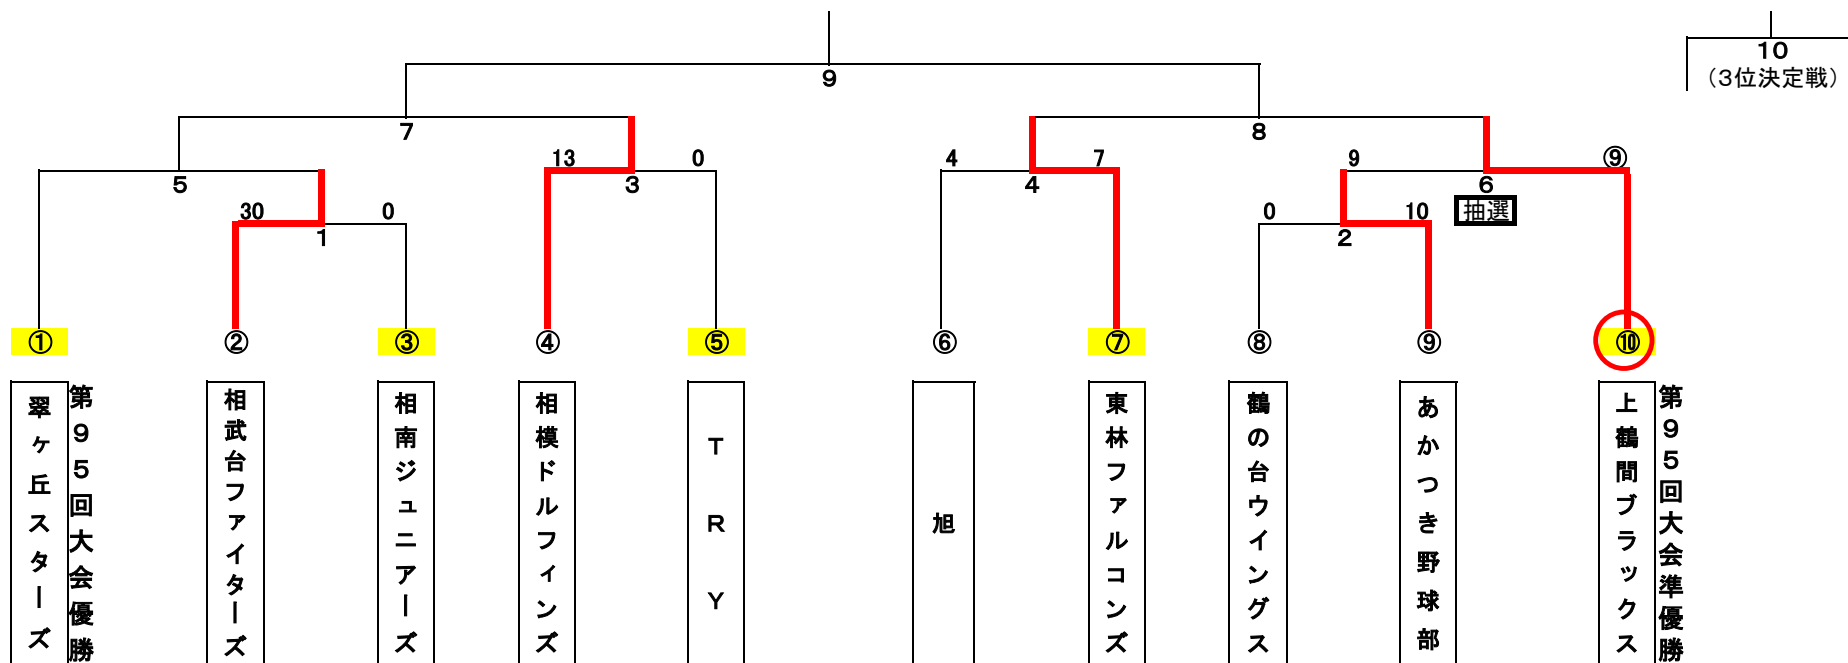 9
10
（3位決定戦）
7
8
13
0
4
7
9
⑨
5
3
4
6
30
0
0
10
抽選
1
2
①
②
③
④
⑤
⑥
⑦
⑧
⑨
⑩
翠ヶ丘スターズ
第95回大会優勝
相武台ファイターズ
相南ジュニアーズ
相模ドルフィンズ
TRY
旭
東林ファルコンズ
鶴の台ウイングス
あかつき野球部
上鶴間ブラックス
第95回大会準優勝